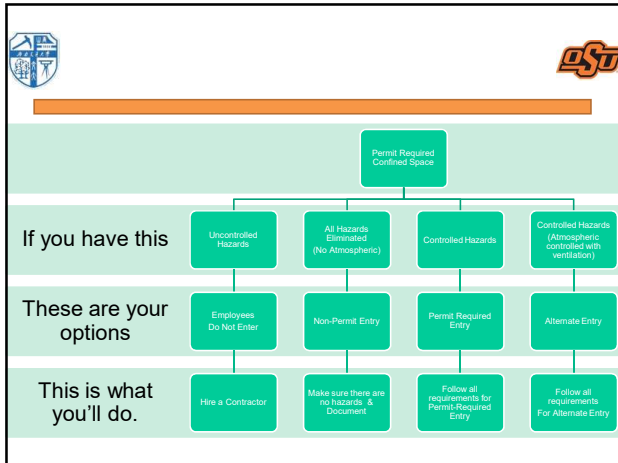 OSU
Permit Required
Confined Space
If you have this
Uncontrolled
Hazards
All Hazards
Eliminated
(No Atmospheric)
Controlled Hazards
Controlled Hazards
(Atmospheric
controlled with
ventilation)
These are your
options
Employees
Do Not Enter
Non-Permit Entry
Permit Required
Entry
Alternate Entry
This is what
you’ll do.
Hire a Contractor
Make sure there are
no hazards &
Document
Follow all
requirements for
Permit-Required
Entry
Follow all
requirements
For Alternate Entry